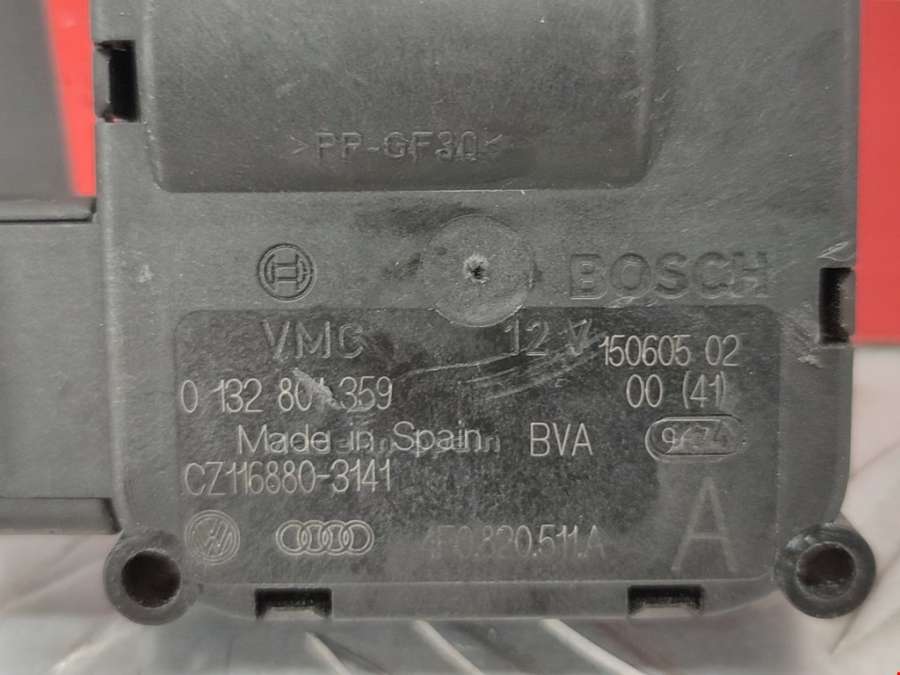 >PP-GF30<
BOSCH
VMC 12 V 150605 02
0 132 801 359 00 (41)
Made in Spain BVA
CZ116880-3141
4F0.820.511.A A